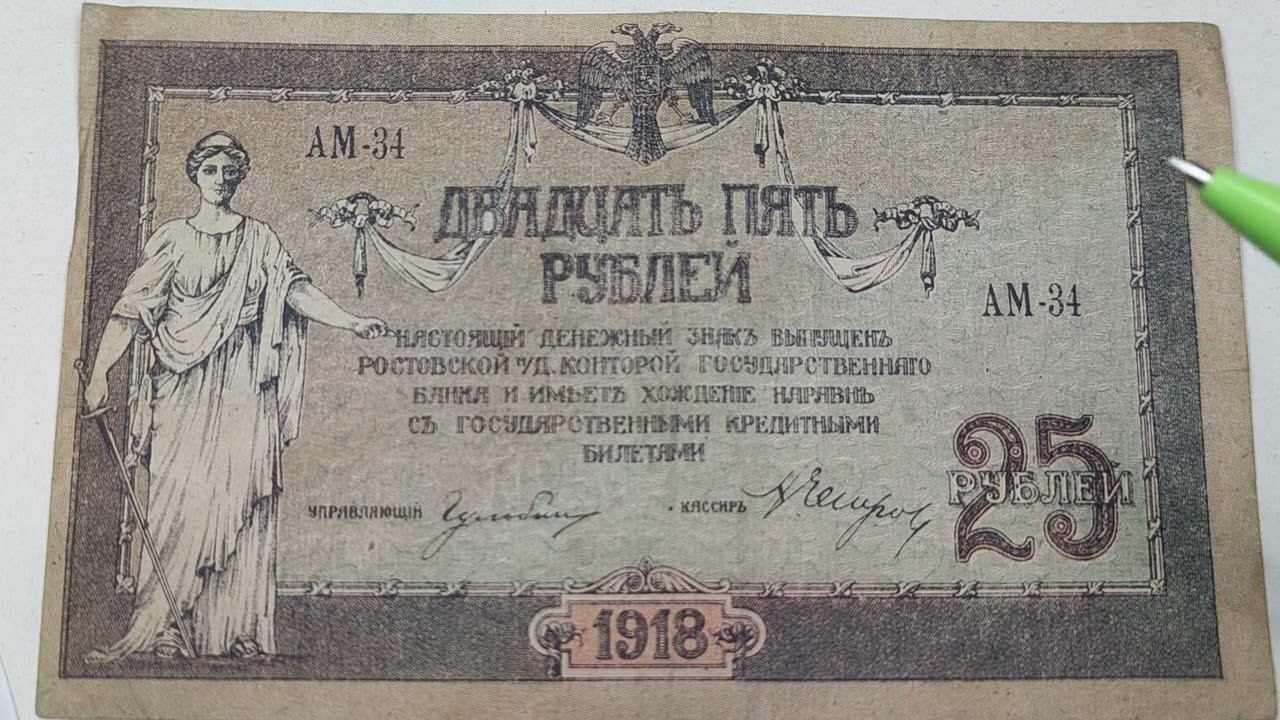 АМ-34
ДВАДЦАТЬ ПЯТЬ
РУБЛЕЙ
АМ-34
НАСТОЯЩІЙ ДЕНЕЖНЫЙ ЗНАКЪ ВЫПУЩЕНЪ
РОСТОВСКОЙ Н/Д. КОНТОРОЙ ГОСУДАРСТВЕННАГО
БАНКА И ИМѢЕТЪ ХОЖДЕНІЕ НАРАВНѢ
СЪ ГОСУДАРСТВЕННЫМИ КРЕДИТНЫМИ
БИЛЕТАМИ
25
РУБЛЕЙ
УПРАВЛЯЮЩІЙ КАССИРЪ
1918